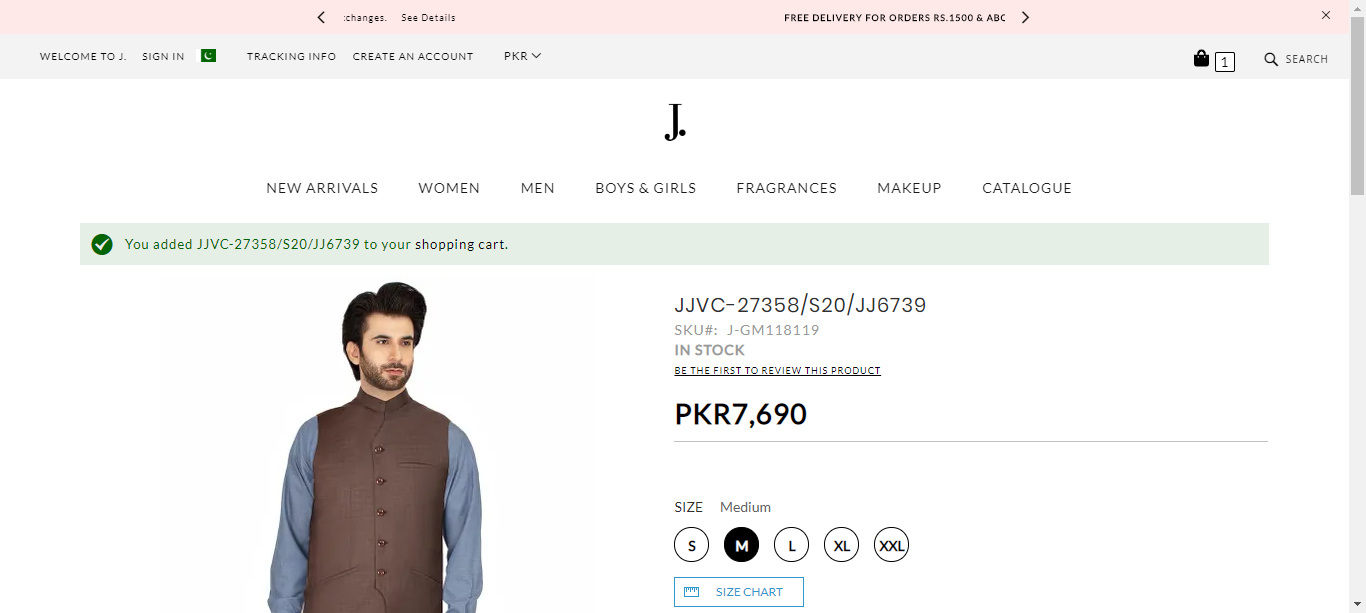 :changes. See Details
FREE DELIVERY FOR ORDERS RS.1500 & ABO
WELCOME TO J. SIGN IN TRACKING INFO CREATE AN ACCOUNT PKR
1 SEARCH
J.
NEW ARRIVALS WOMEN MEN BOYS & GIRLS FRAGRANCES MAKEUP CATALOGUE
You added JJVC-27358/S20/JJ6739 to your shopping cart.
JJVC-27358/S20/JJ6739
SKU#: J-GM118119
IN STOCK
BE THE FIRST TO REVIEW THIS PRODUCT
PKR7,690
SIZE Medium
S M L XL XXL
SIZE CHART